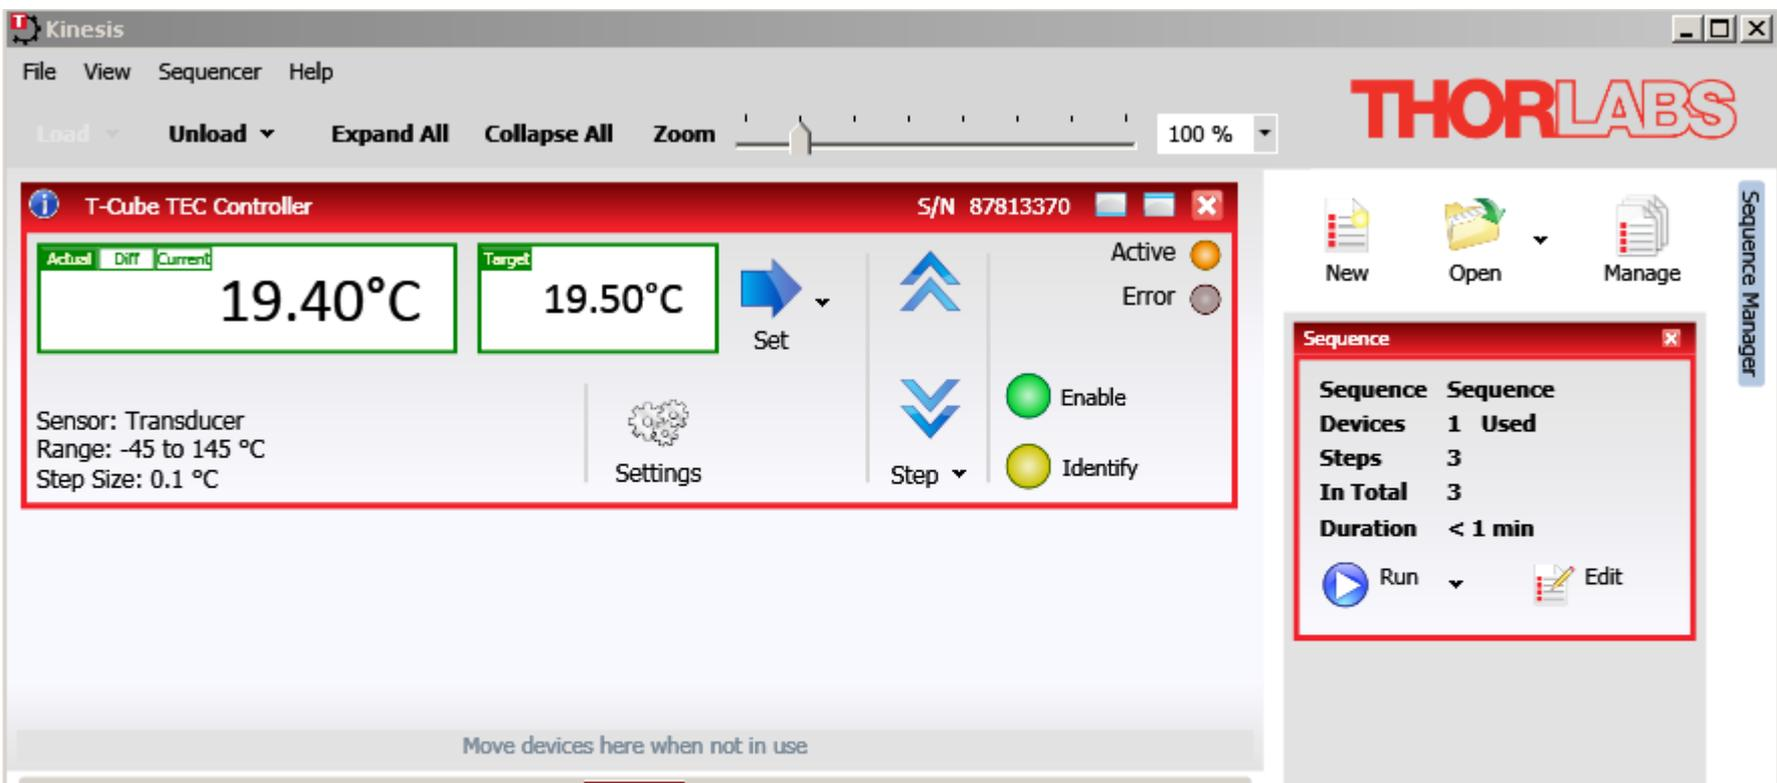 Kinesis
File View Sequencer Help
Load Unload Expand All Collapse All Zoom 100 %
THORLABS
T-Cube TEC Controller S/N 87813370
Actual Diff Current
19.40°C
Target
19.50°C
Set
Active
Error
Sensor: Transducer
Range: -45 to 145 °C
Step Size: 0.1 °C
Settings
Step
Enable
Identify
Move devices here when not in use
New Open Manage
Sequence Manager
Sequence
Sequence Sequence
Devices 1 Used
Steps 3
In Total 3
Duration < 1 min
Run Edit